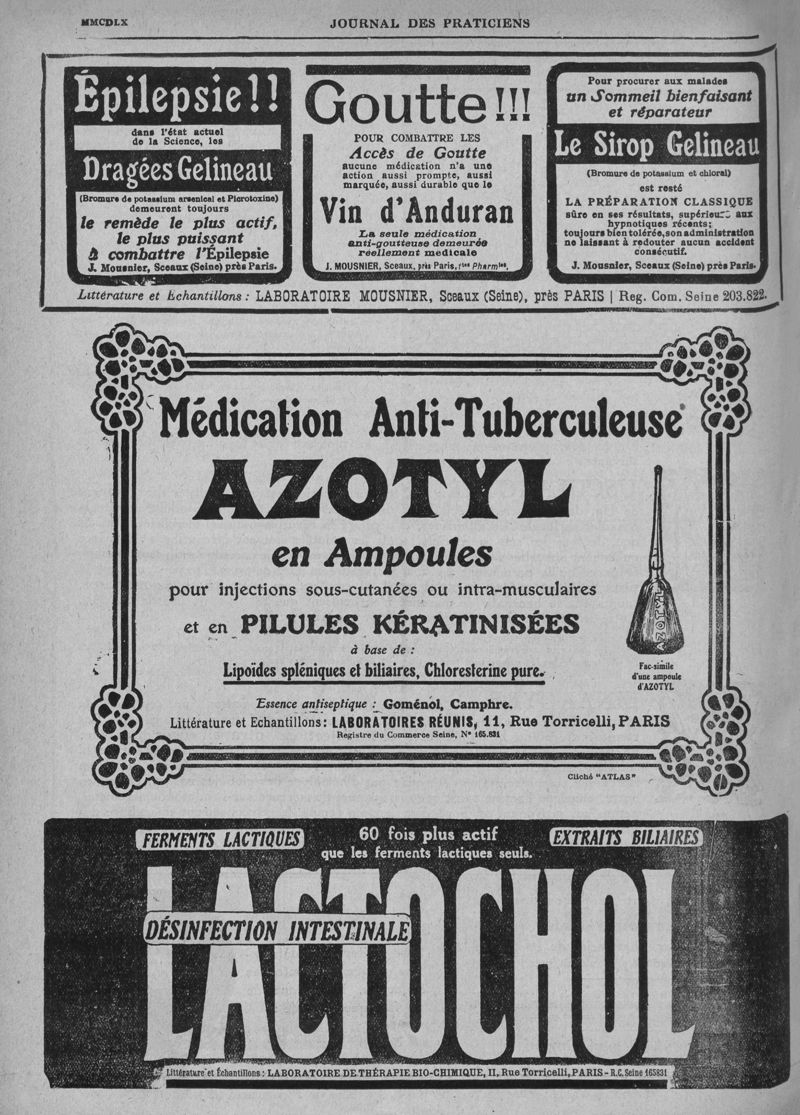 MMCDLX
JOURNAL DES PRATICIENS
Épilepsie!!
dans l'état actuel
de la Science, les
Dragées Gelineau
(Bromure de potassium arsenical et Picrotoxine)
demeurent toujours
le remède le plus actif,
le plus puissant
à combattre l'Épilepsie
J. Mousnier, Sceaux (Seine) près Paris.
Goutte!!!
POUR COMBATTRE LES
Accès de Goutte
aucune médication n'a une
action aussi prompte, aussi
marquée, aussi durable que le
Vin d'Anduran
La seule médication
anti-goutteuse demeurée
réellement medicale
J. MOUSNIER, Sceaux, près Paris, rtes Pharmies.
Pour procurer aux malades
un Sommeil bienfaisant
et réparateur
Le Sirop Gelineau
(Bromure de potassium et chloral)
est resté
LA PRÉPARATION CLASSIQUE
sûre en ses résultats, supérieure aux
hypnotiques récents;
toujours bien tolérée, son administration
ne laissant à redouter aucun accident
consécutif.
J. Mousnier, Sceaux (Seine) près Paris.
Littérature et Echantillons : LABORATOIRE MOUSNIER, Sceaux (Seine), près PARIS | Reg. Com. Seine 203.822.
Médication Anti-Tuberculeuse
AZOTYL
en Ampoules
pour injections sous-cutanées ou intra-musculaires
et en PILULES KÉRATINISÉES
à base de :
Lipoïdes spléniques et biliaires, Chloresterine pure.
AZOTYL
Fac-simile
d'une ampoule
d'AZOTYL
Essence antiseptique : Goménol, Camphre.
Littérature et Echantillons : LABORATOIRES RÉUNIS, 11, Rue Torricelli, PARIS
Registre du Commerce Seine, N° 165.831
Cliché "ATLAS"
FERMENTS LACTIQUES
60 fois plus actif
que les ferments lactiques seuls.
EXTRAITS BILIAIRES
LACTOCHOL
DÉSINFECTION INTESTINALE
Littérature et Échantillons : LABORATOIRE DE THÉRAPIE BIO-CHIMIQUE, 11, Rue Torricelli, PARIS - R.C. Seine 165831